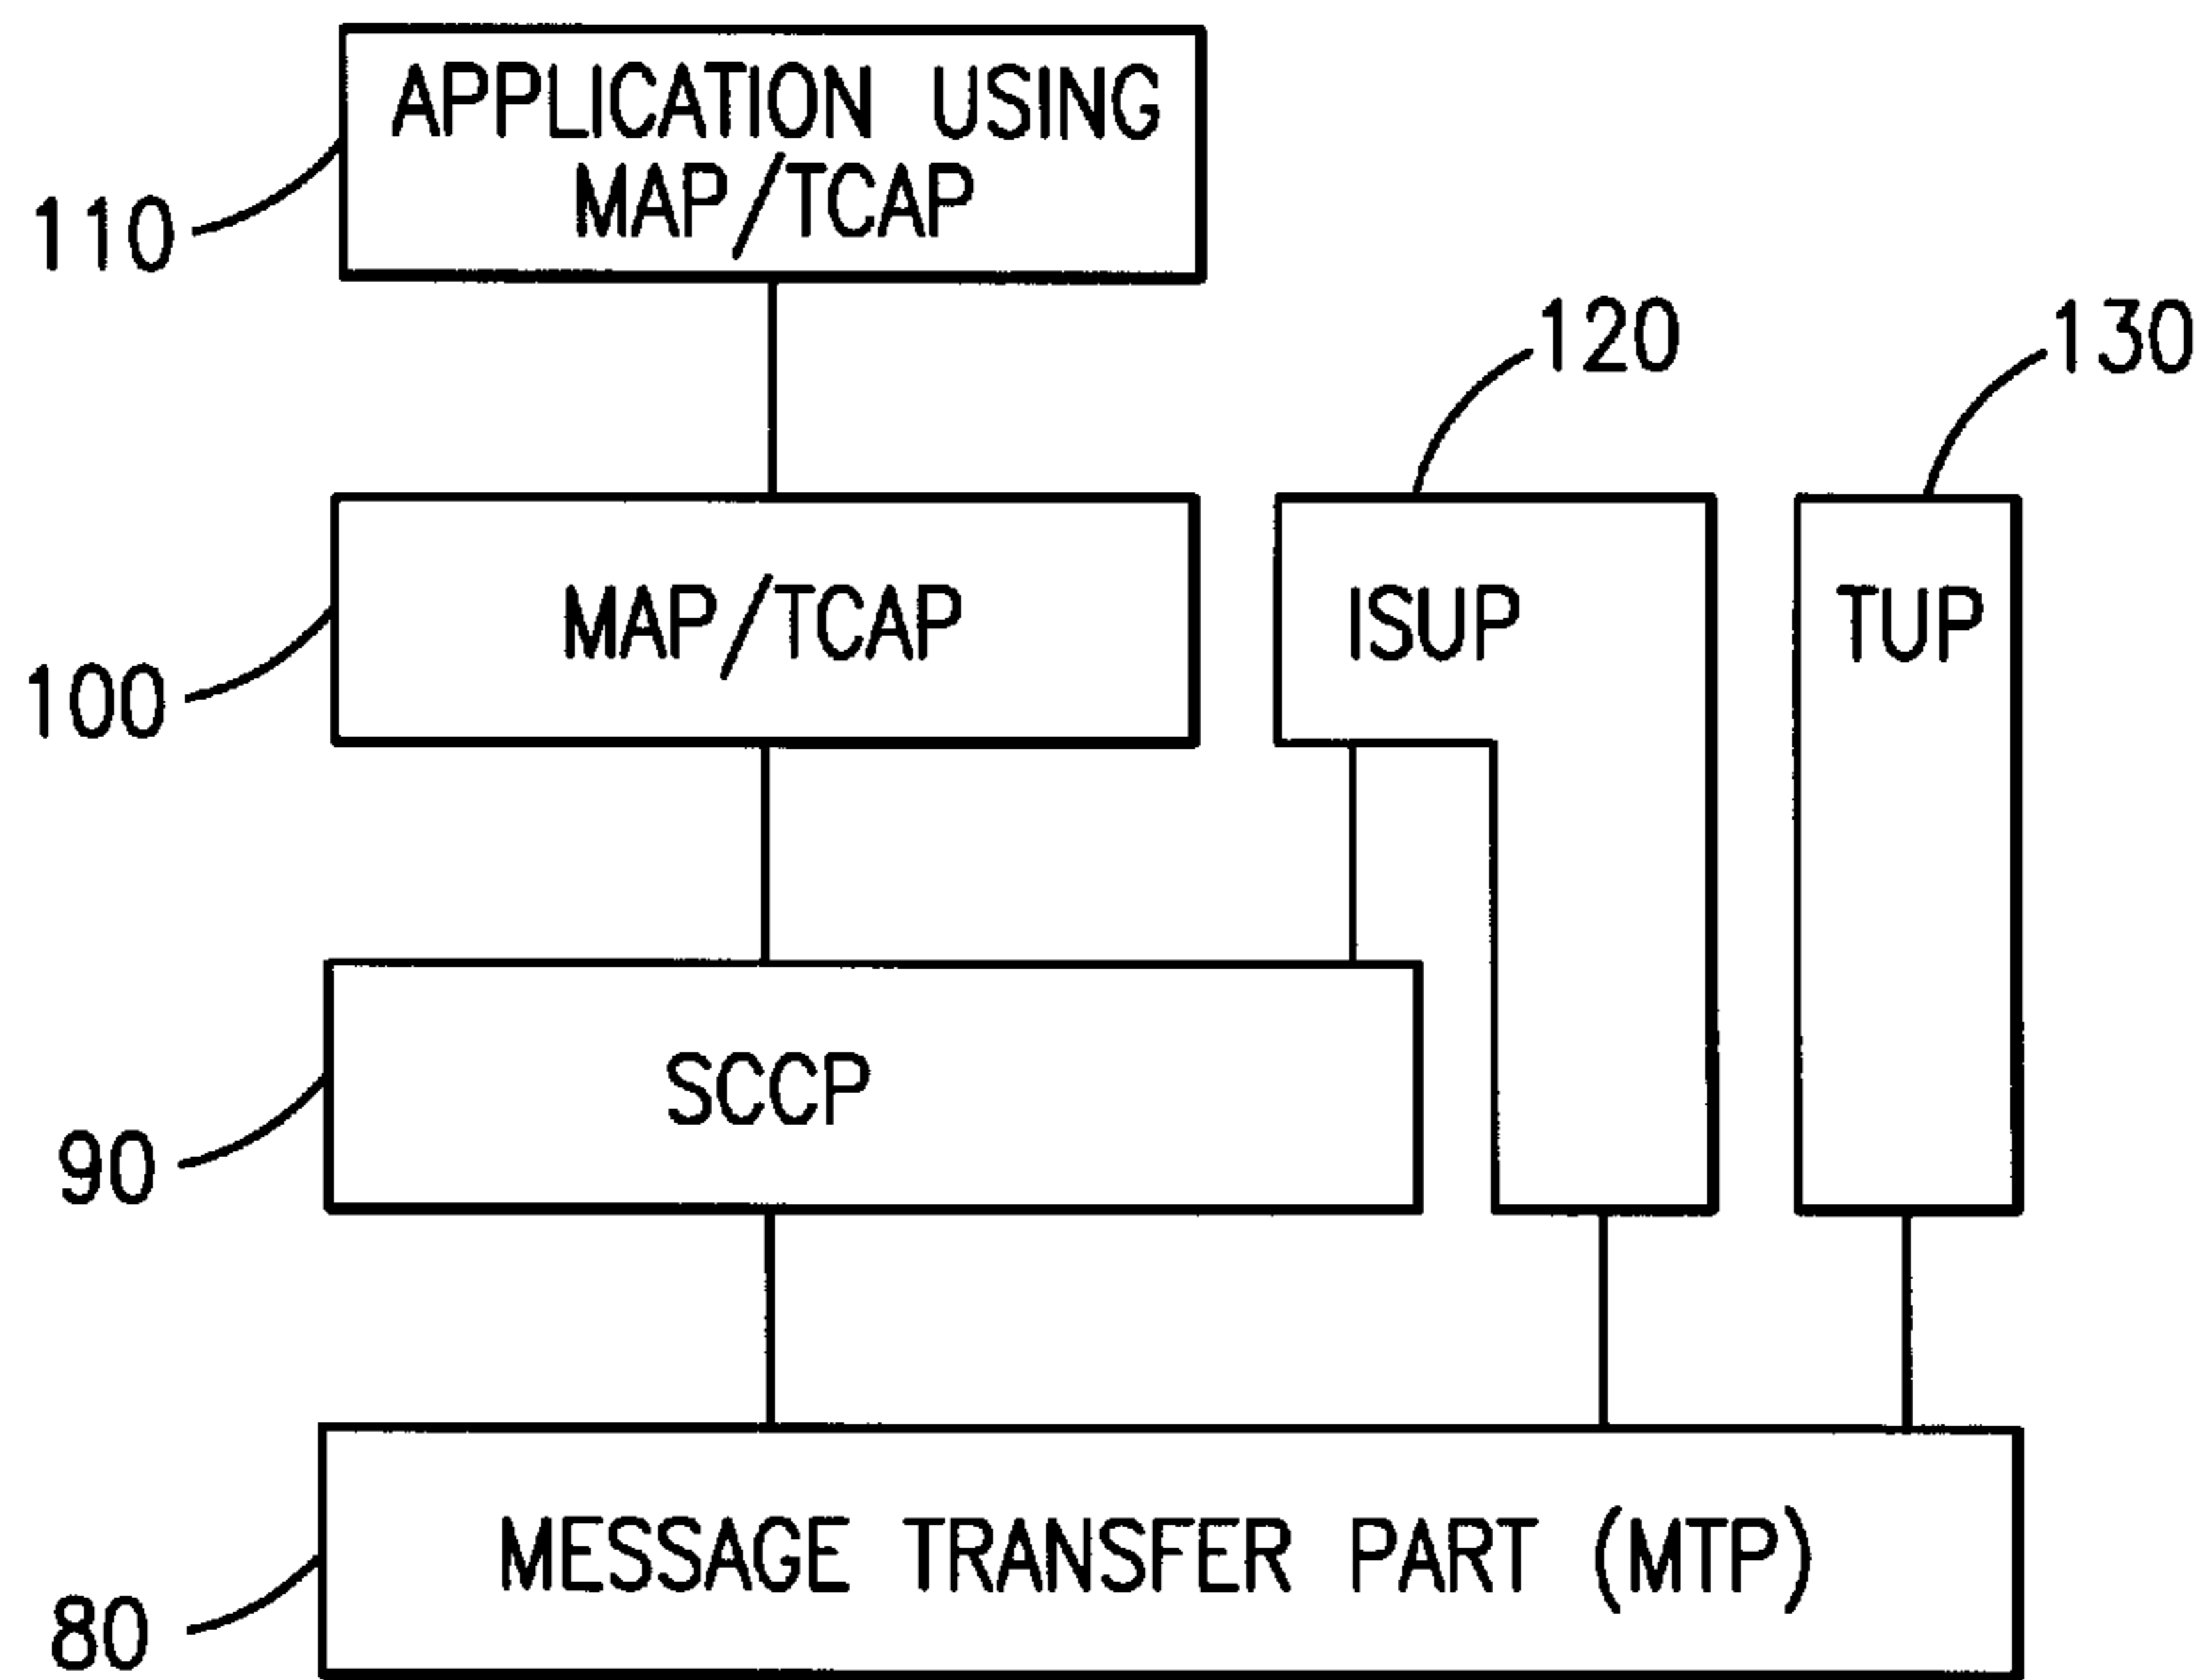 APPLICATION USING
MAP/TCAP
110
120
130
MAP/TCAP
ISUP
TUP
100
SCCP
90
MESSAGE TRANSFER PART (MTP)
80